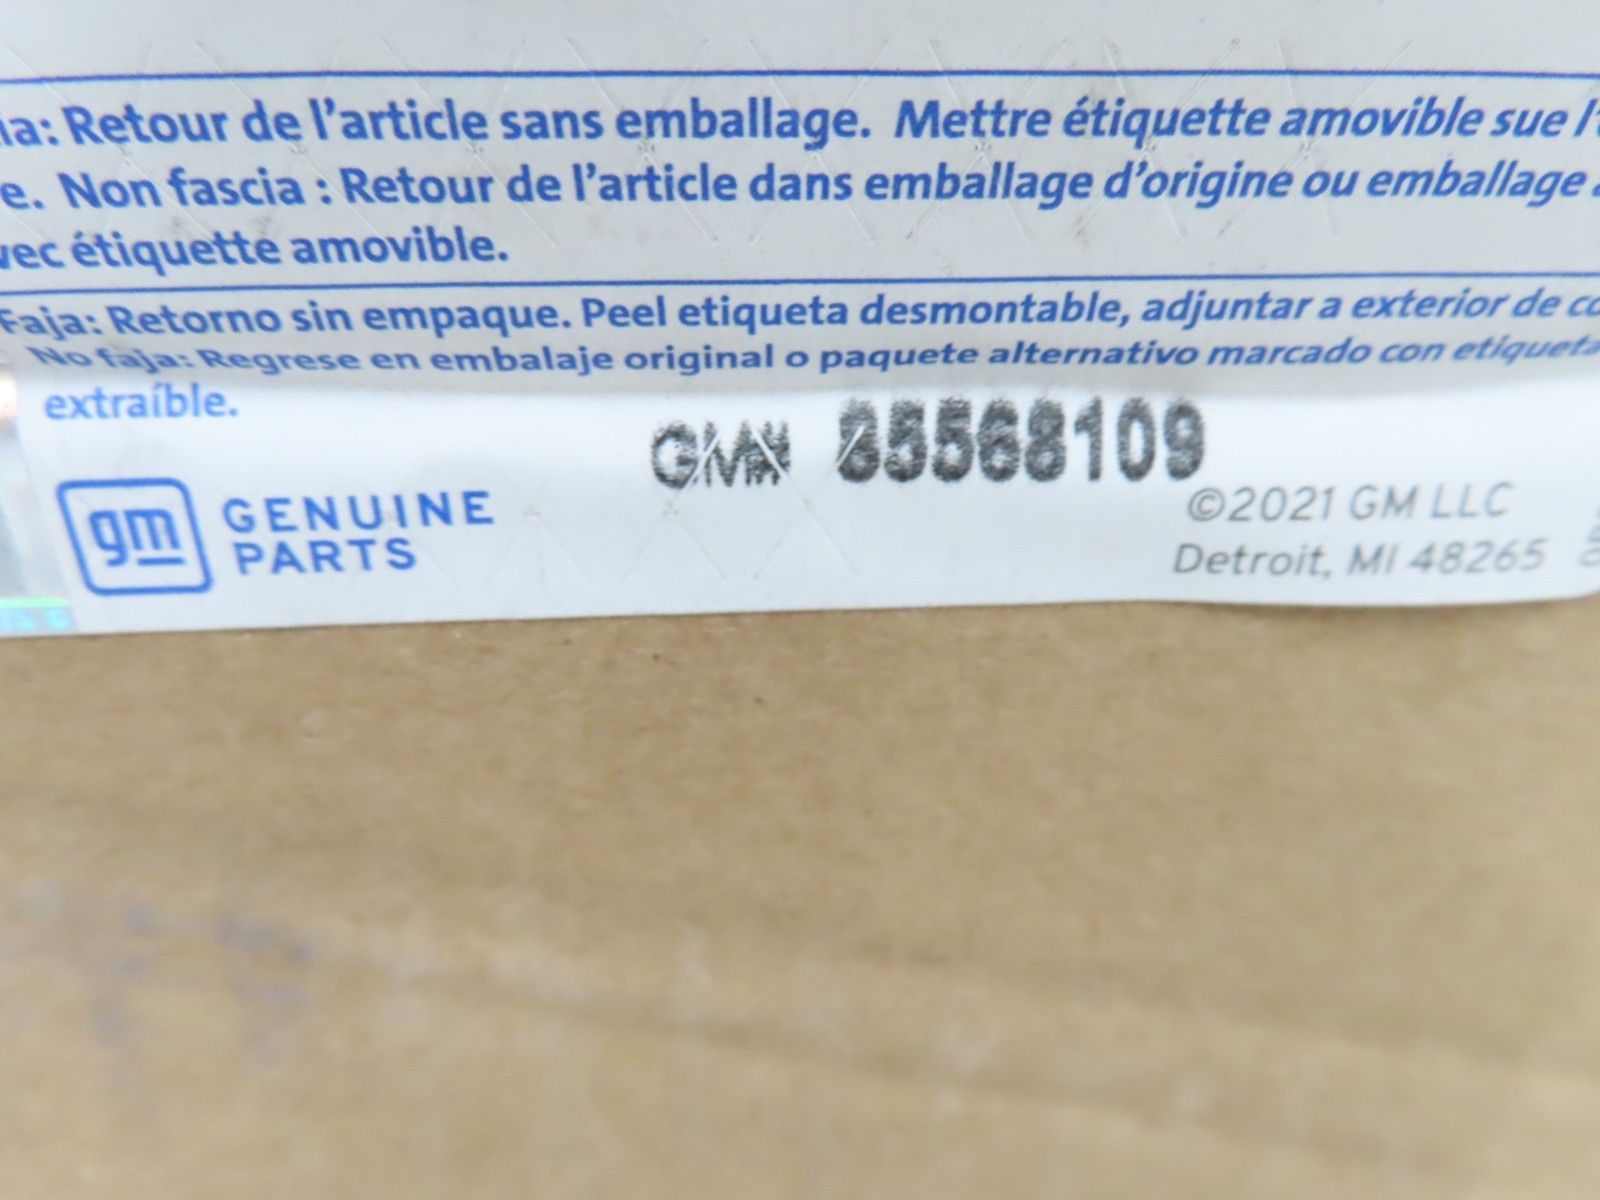 ia: Retour de l'article sans emballage. Mettre étiquette amovible sue l'
e. Non fascia : Retour de l'article dans emballage d'origine ou emballage
vec étiquette amovible.
Faja: Retorno sin empaque. Peel etiqueta desmontable, adjuntar a exterior de co
No faja: Regrese en embalaje original o paquete alternativo marcado con etiqueta
extraíble.
GMN 85568109
gm GENUINE
PARTS
©2021 GM LLC
Detroit, MI 48265